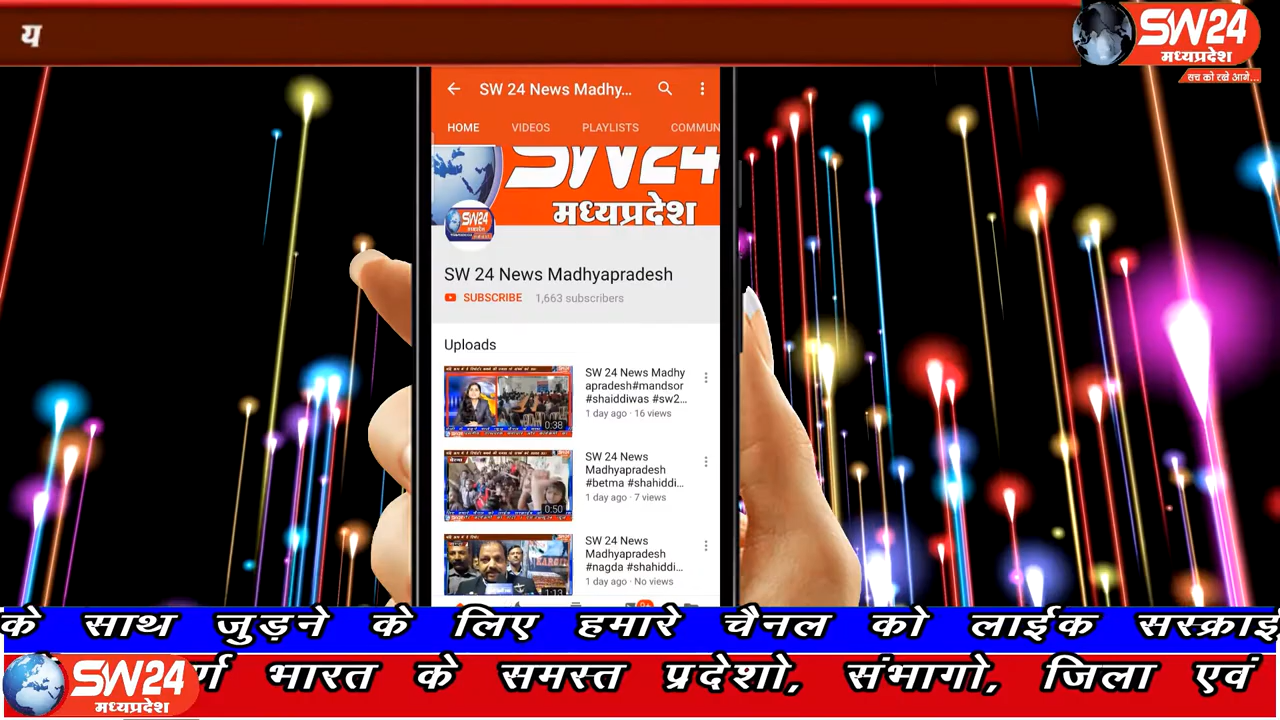 य
SW24
मध्यप्रदेश
सच को रखे आगे...
SW 24 News Madhy...
HOME VIDEOS PLAYLISTS COMMUN
SW24
मध्यप्रदेश
SW24
SW 24 News Madhyapradesh
SUBSCRIBE 1,663 subscribers
Uploads
SW 24 News Madhy
apradesh#mandsor
#shaiddiwas #sw2...
1 day ago · 16 views
0:38
SW 24 News
Madhyapradesh
#betma #shahiddi...
1 day ago · 7 views
0:50
SW 24 News
Madhyapradesh
#nagda #shahiddi...
1 day ago · No views
1:13
के साथ जुड़ने के लिए हमारे चैनल को लाईक सस्क्राइ
र्ण भारत के समस्त प्रदेशो, संभागो, जिला एवं
SW24
मध्यप्रदेश